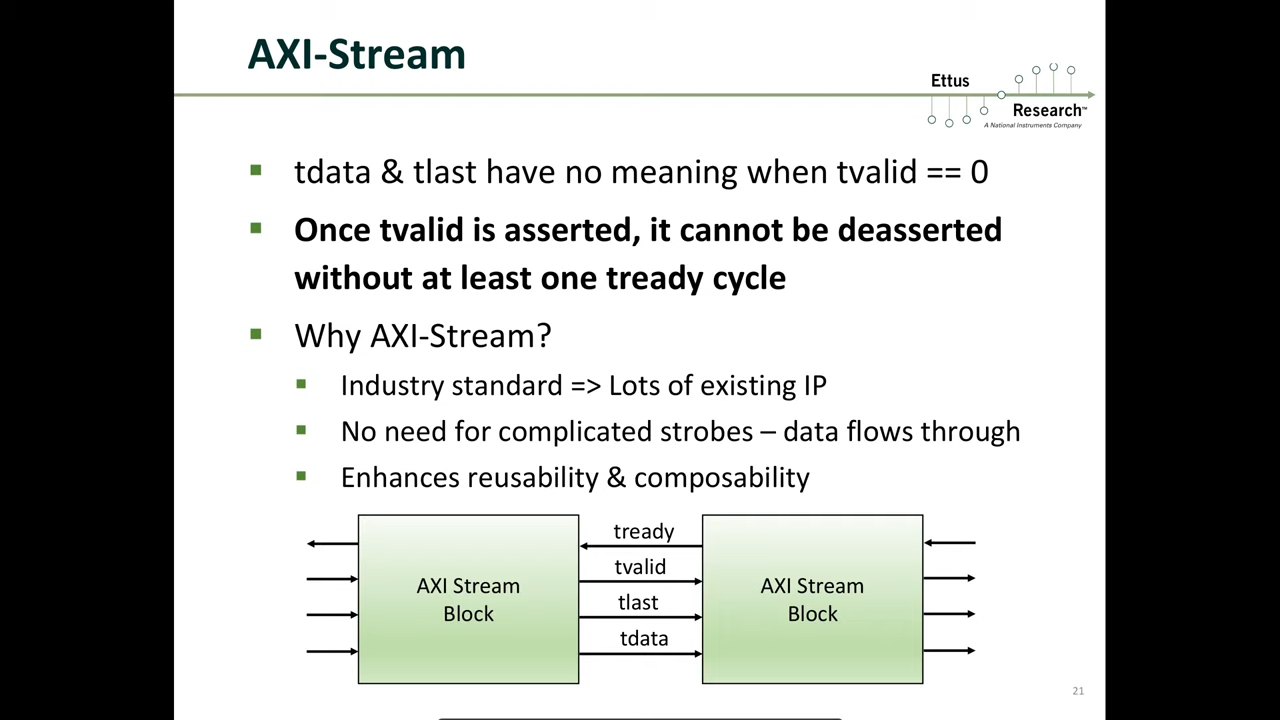 AXI-Stream
Ettus
Research™
A National Instruments Company
▪ tdata & tlast have no meaning when tvalid == 0
▪ Once tvalid is asserted, it cannot be deasserted
without at least one tready cycle
▪ Why AXI-Stream?
▪ Industry standard => Lots of existing IP
▪ No need for complicated strobes – data flows through
▪ Enhances reusability & composability
tready
tvalid
tlast
tdata
AXI Stream
Block
AXI Stream
Block
21